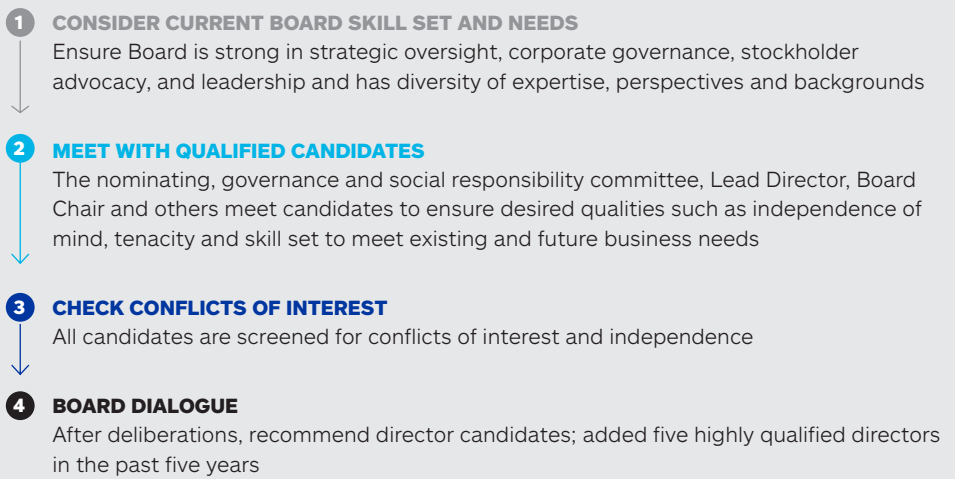 1 CONSIDER CURRENT BOARD SKILL SET AND NEEDS
Ensure Board is strong in strategic oversight, corporate governance, stockholder
advocacy, and leadership and has diversity of expertise, perspectives and backgrounds
2 MEET WITH QUALIFIED CANDIDATES
The nominating, governance and social responsibility committee, Lead Director, Board
Chair and others meet candidates to ensure desired qualities such as independence of
mind, tenacity and skill set to meet existing and future business needs
3 CHECK CONFLICTS OF INTEREST
All candidates are screened for conflicts of interest and independence
4 BOARD DIALOGUE
After deliberations, recommend director candidates; added five highly qualified directors
in the past five years